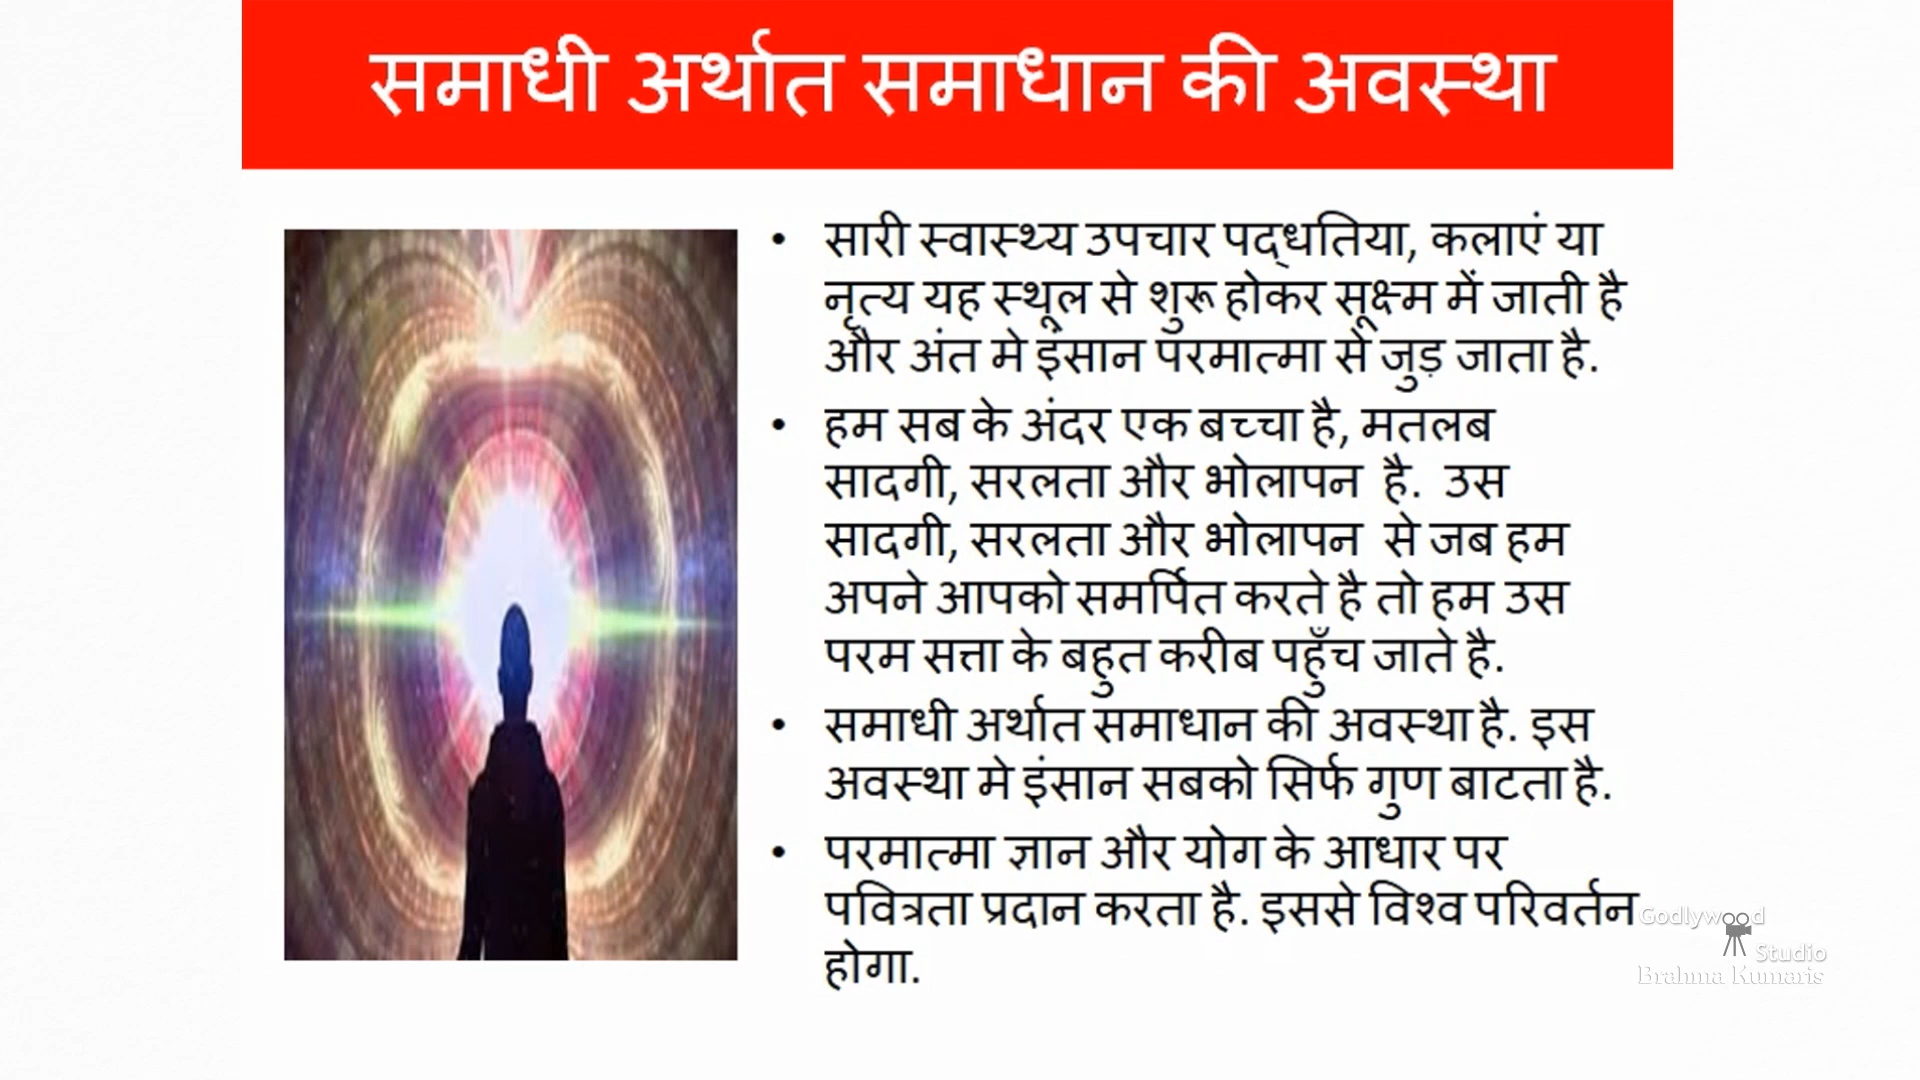 समाधी अर्थात समाधान की अवस्था
• सारी स्वास्थ्य उपचार पद्धतिया, कलाएं या
नृत्य यह स्थूल से शुरू होकर सूक्ष्म में जाती है
और अंत मे इंसान परमात्मा से जुड़ जाता है.
• हम सब के अंदर एक बच्चा है, मतलब
सादगी, सरलता और भोलापन है. उस
सादगी, सरलता और भोलापन से जब हम
अपने आपको समर्पित करते है तो हम उस
परम सत्ता के बहुत करीब पहुँच जाते है.
• समाधी अर्थात समाधान की अवस्था है. इस
अवस्था मे इंसान सबको सिर्फ गुण बाटता है.
• परमात्मा ज्ञान और योग के आधार पर
पवित्रता प्रदान करता है. इससे विश्व परिवर्तन
होगा.
Godlywood
Studio
Brahma Kumaris